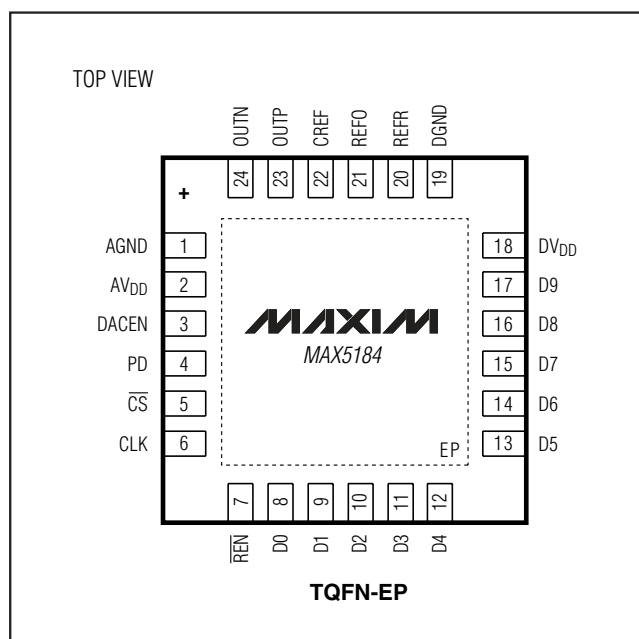 TOP VIEW
OUTN OUTP CREF REFO REFR DGND
24 23 22 21 20 19
+
AGND 1
AVDD 2
DACEN 3
PD 4
CS 5
CLK 6
MAXIM
MAX5184
EP
18 DVDD
17 D9
16 D8
15 D7
14 D6
13 D5
7 8 9 10 11 12
REN D0 D1 D2 D3 D4
TQFN-EP